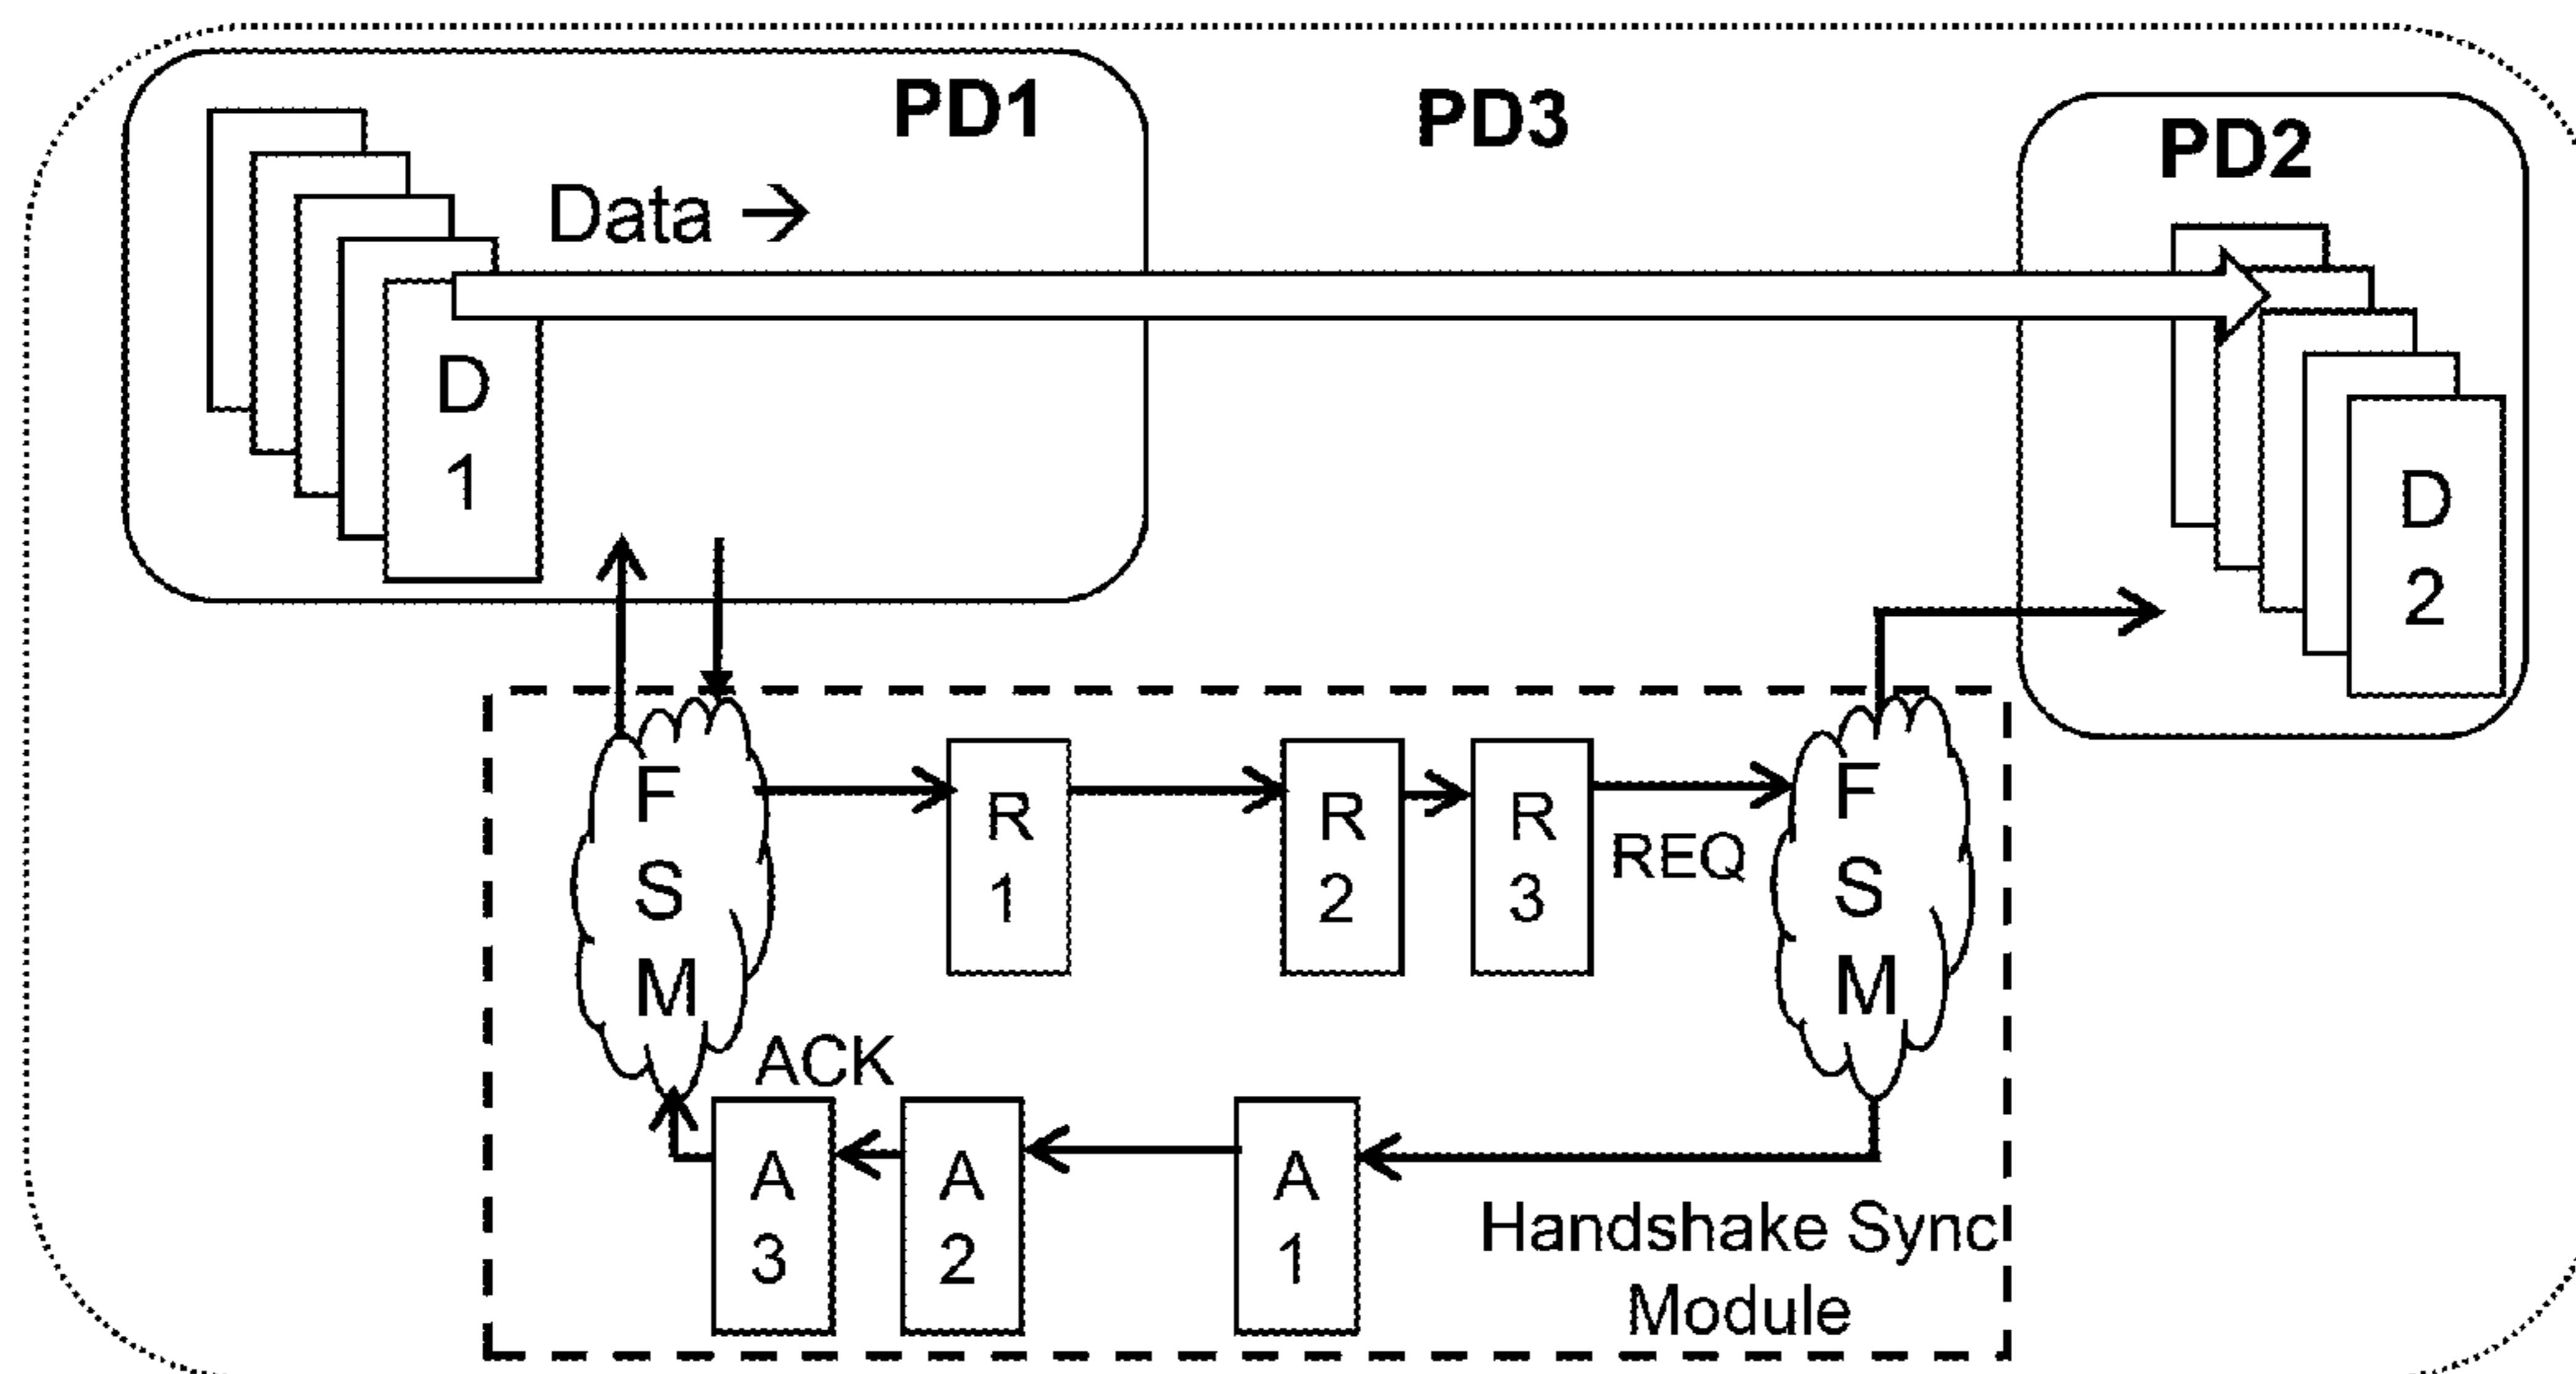 PD1
PD3
PD2
Data →
D
1
D
2
F
S
M
R
1
R
2
R
3
REQ
F
S
M
ACK
A
3
A
2
A
1
Handshake Sync
Module